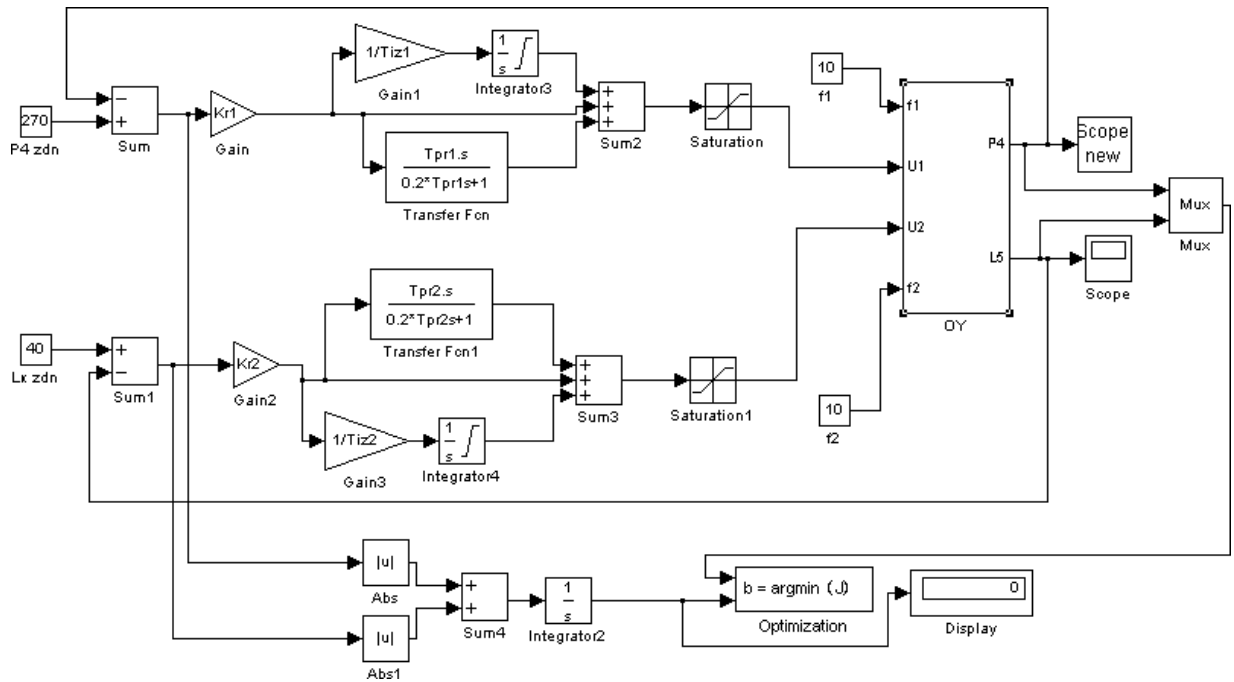 1/Tiz1
Gain1
1
s
Integrator3
270
P4 zdn
−
+
Sum
Kr1
Gain
Tpr1.s
0.2*Tpr1s+1
Transfer Fcn
+
+
+
Sum2
Saturation
10
f1
f1
U1
U2
f2
P4
L5
OY
Scope
new
Mux
Mux
Scope
40
Lк zdn
+
−
Sum1
Kr2
Gain2
Tpr2.s
0.2*Tpr2s+1
Transfer Fcn1
1/Tiz2
Gain3
1
s
Integrator4
+
+
+
Sum3
Saturation1
10
f2
|u|
Abs
|u|
Abs1
+
+
Sum4
1
s
Integrator2
b = argmin (J)
Optimization
0
Display